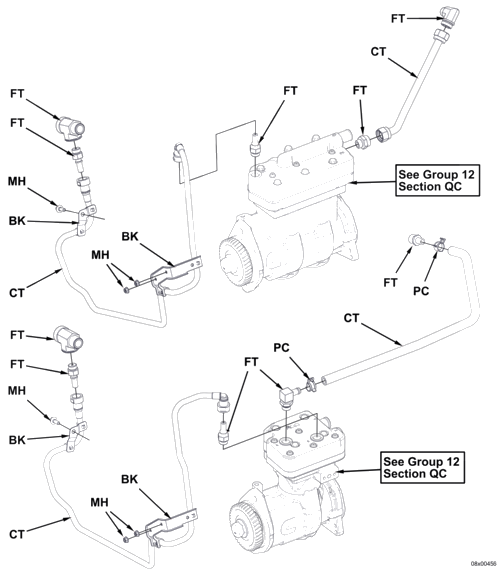 FT
CT
FT
FT
FT
FT
MH
See Group 12
Section QC
BK
BK
MH
FT
CT
PC
CT
FT
PC
FT
FT
MH
BK
See Group 12
Section QC
BK
MH
CT
08x00456